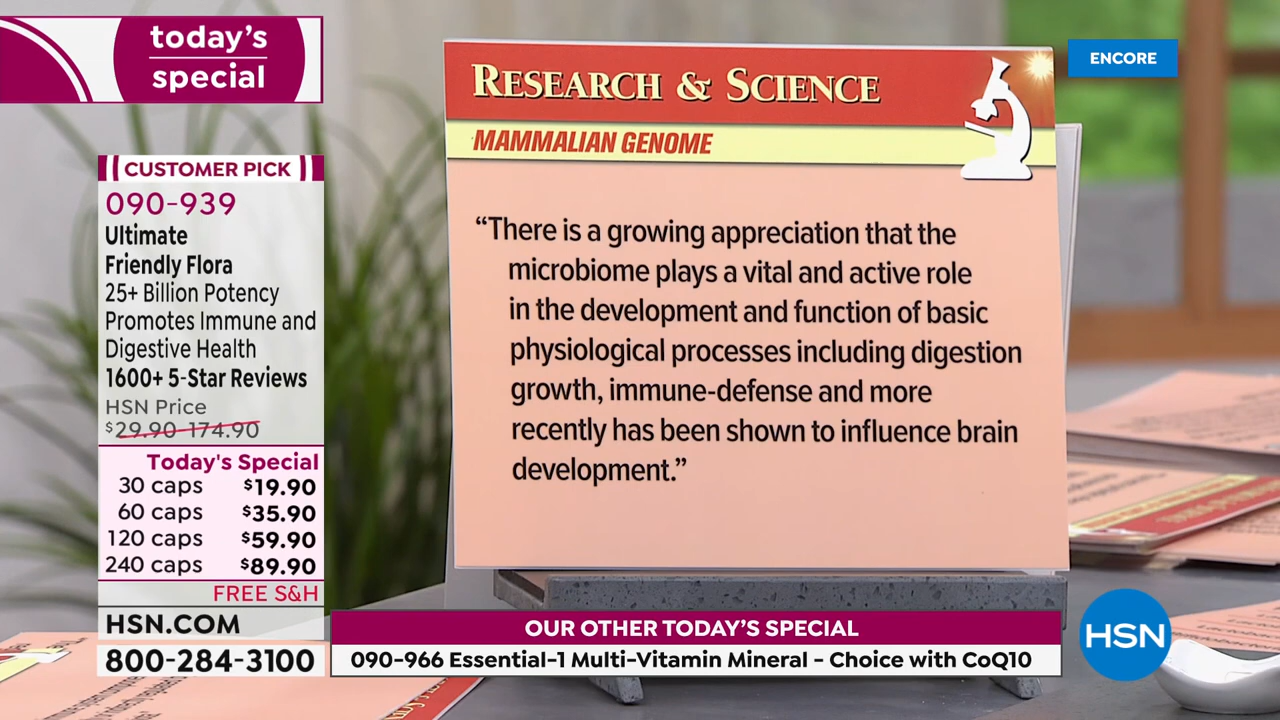 today's
special
CUSTOMER PICK
090-939
Ultimate
Friendly Flora
25+ Billion Potency
Promotes Immune and
Digestive Health
1600+ 5-Star Reviews
HSN Price
$29.90-174.90
Today's Special
30 caps $19.90
60 caps $35.90
120 caps $59.90
240 caps $89.90
FREE S&H
HSN.COM
800-284-3100
ENCORE
RESEARCH & SCIENCE
MAMMALIAN GENOME
“There is a growing appreciation that the
microbiome plays a vital and active role
in the development and function of basic
physiological processes including digestion
growth, immune-defense and more
recently has been shown to influence brain
development.”
OUR OTHER TODAY'S SPECIAL
090-966 Essential-1 Multi-Vitamin Mineral - Choice with CoQ10
HSN